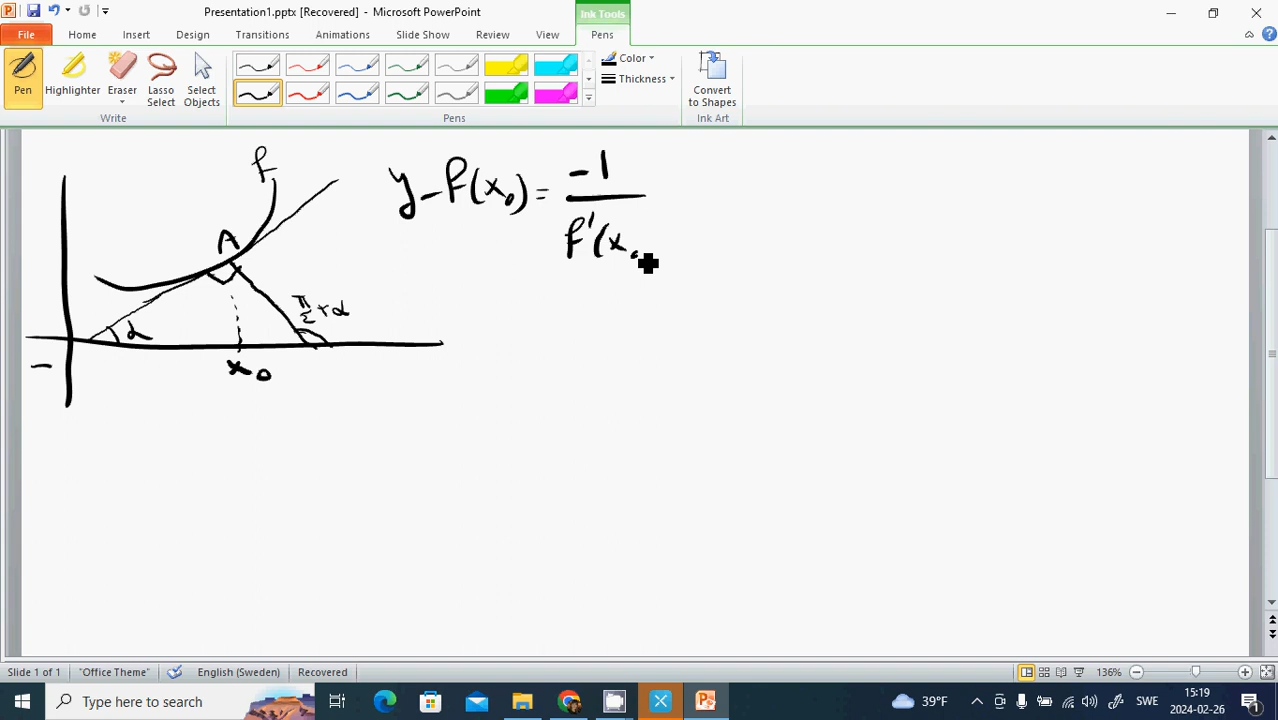 Presentation1.pptx [Recovered] - Microsoft PowerPoint
Ink Tools
File Home Insert Design Transitions Animations Slide Show Review View Pens
Pen Highlighter Eraser Lasso Select Select Objects
Color
Thickness
Convert to Shapes
Write Pens Ink Art
f
y-f(x₀) = -1/f'(x₀
A
π/2+α
α
x₀
Slide 1 of 1 "Office Theme" English (Sweden) Recovered 136%
Type here to search 39°F SWE 15:19
2024-02-26 1